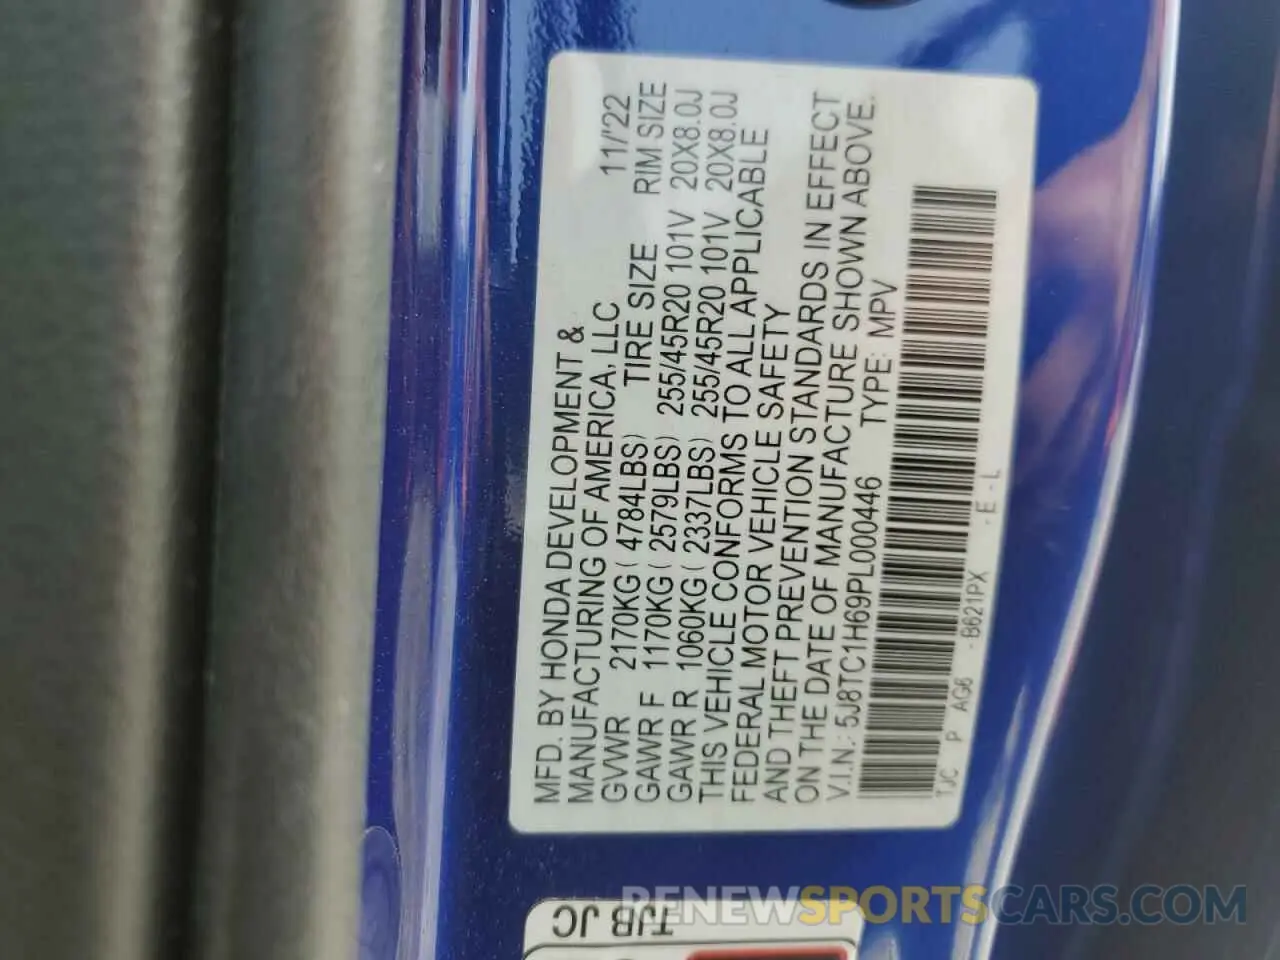 MFD. BY HONDA DEVELOPMENT &
MANUFACTURING OF AMERICA, LLC 11/'22
GVWR 2170KG ( 4784LBS) TIRE SIZE RIM SIZE
GAWR F 1170KG ( 2579LBS) 255/45R20 101V 20X8.0J
GAWR R 1060KG ( 2337LBS) 255/45R20 101V 20X8.0J
THIS VEHICLE CONFORMS TO ALL APPLICABLE
FEDERAL MOTOR VEHICLE SAFETY
AND THEFT PREVENTION STANDARDS IN EFFECT
ON THE DATE OF MANUFACTURE SHOWN ABOVE.
V.I.N.: 5J8TC1H69PL000446 TYPE: MPV
TJC P AG6 -B621PX -E-L
TJB JC
RENEWSPORTSCARS.COM